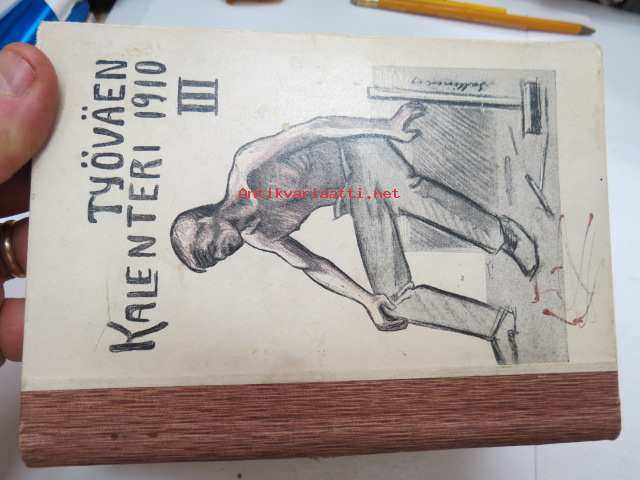 TYÖVÄEN
KALENTERI 1910
III
Antikvariaatti.net